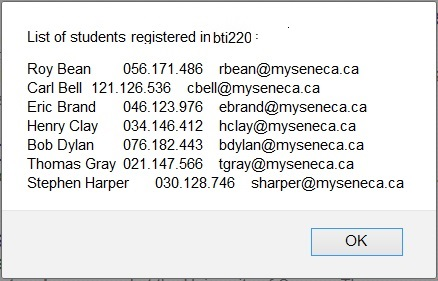 List of students registered in bti220 :
Roy Bean 056.171.486 rbean@myseneca.ca
Carl Bell 121.126.536 cbell@myseneca.ca
Eric Brand 046.123.976 ebrand@myseneca.ca
Henry Clay 034.146.412 hclay@myseneca.ca
Bob Dylan 076.182.443 bdylan@myseneca.ca
Thomas Gray 021.147.566 tgray@myseneca.ca
Stephen Harper 030.128.746 sharper@myseneca.ca
OK